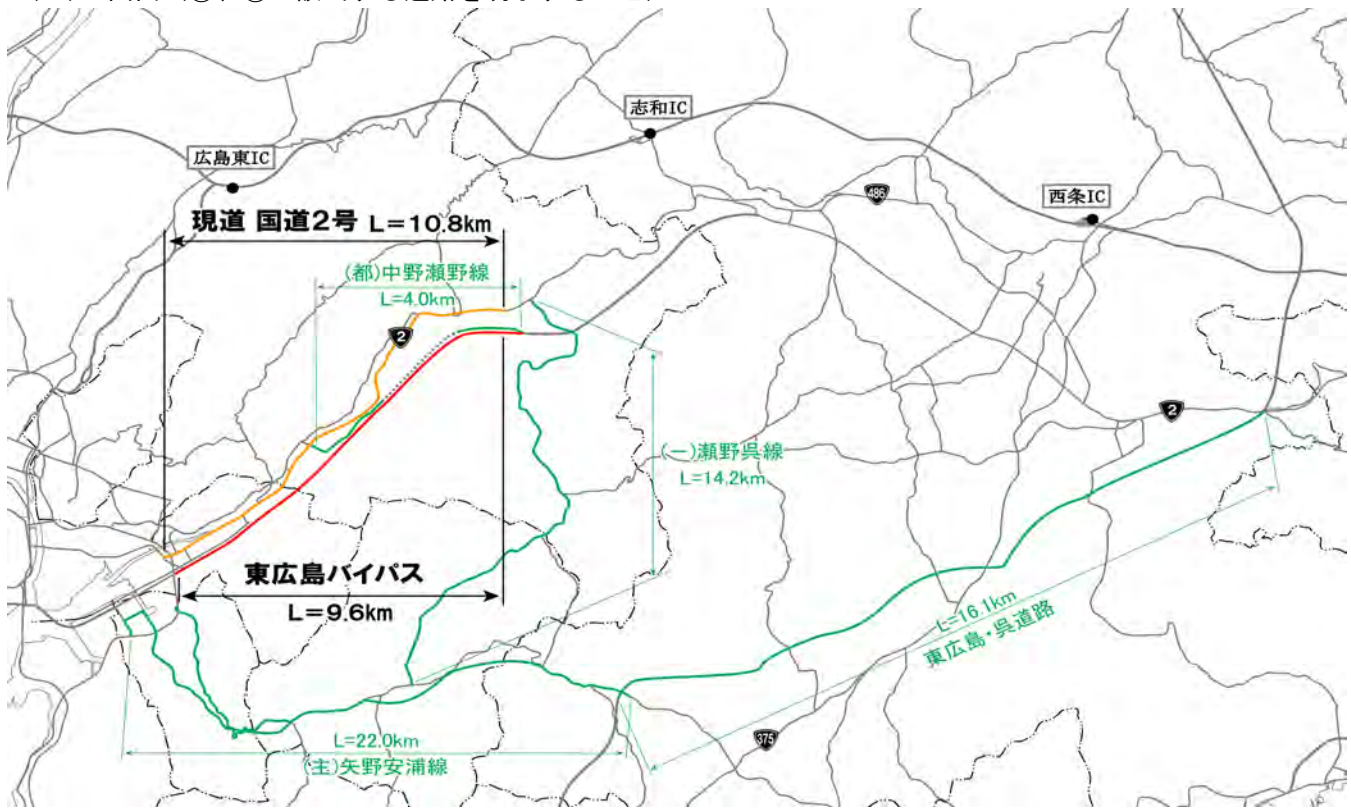 志和IC
広島東IC
486
西条IC
現道 国道2号 L=10.8km
(都)中野瀬野線
L=4.0km
2
2
(一)瀬野呉線
L=14.2km
東広島バイパス
L=9.6km
L=16.1km
東広島・呉道路
375
L=22.0km
(主)矢野安浦線